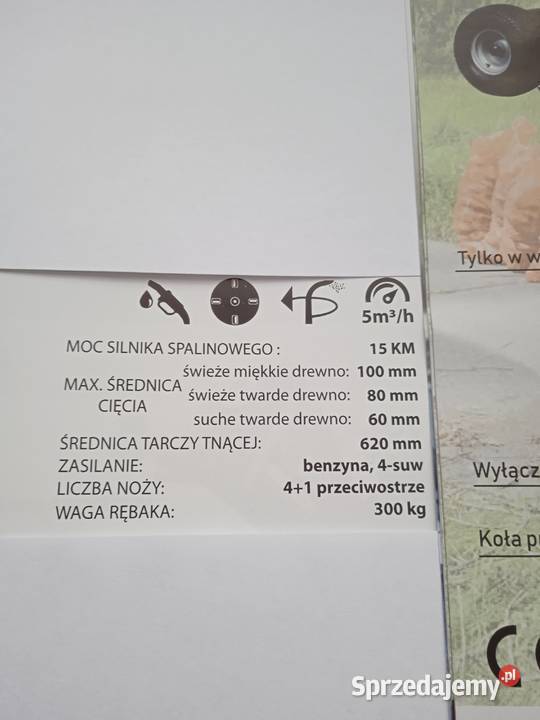 Tylko w w
5m³/h
MOC SILNIKA SPALINOWEGO : 15 KM
MAX. ŚREDNICA CIĘCIA
świeże miękkie drewno: 100 mm
świeże twarde drewno: 80 mm
suche twarde drewno: 60 mm
ŚREDNICA TARCZY TNĄCEJ: 620 mm
ZASILANIE: benzyna, 4-suw
LICZBA NOŻY: 4+1 przeciwostrze
WAGA RĘBAKA: 300 kg
Wyłącz
Koła p
Sprzedajemy.pl